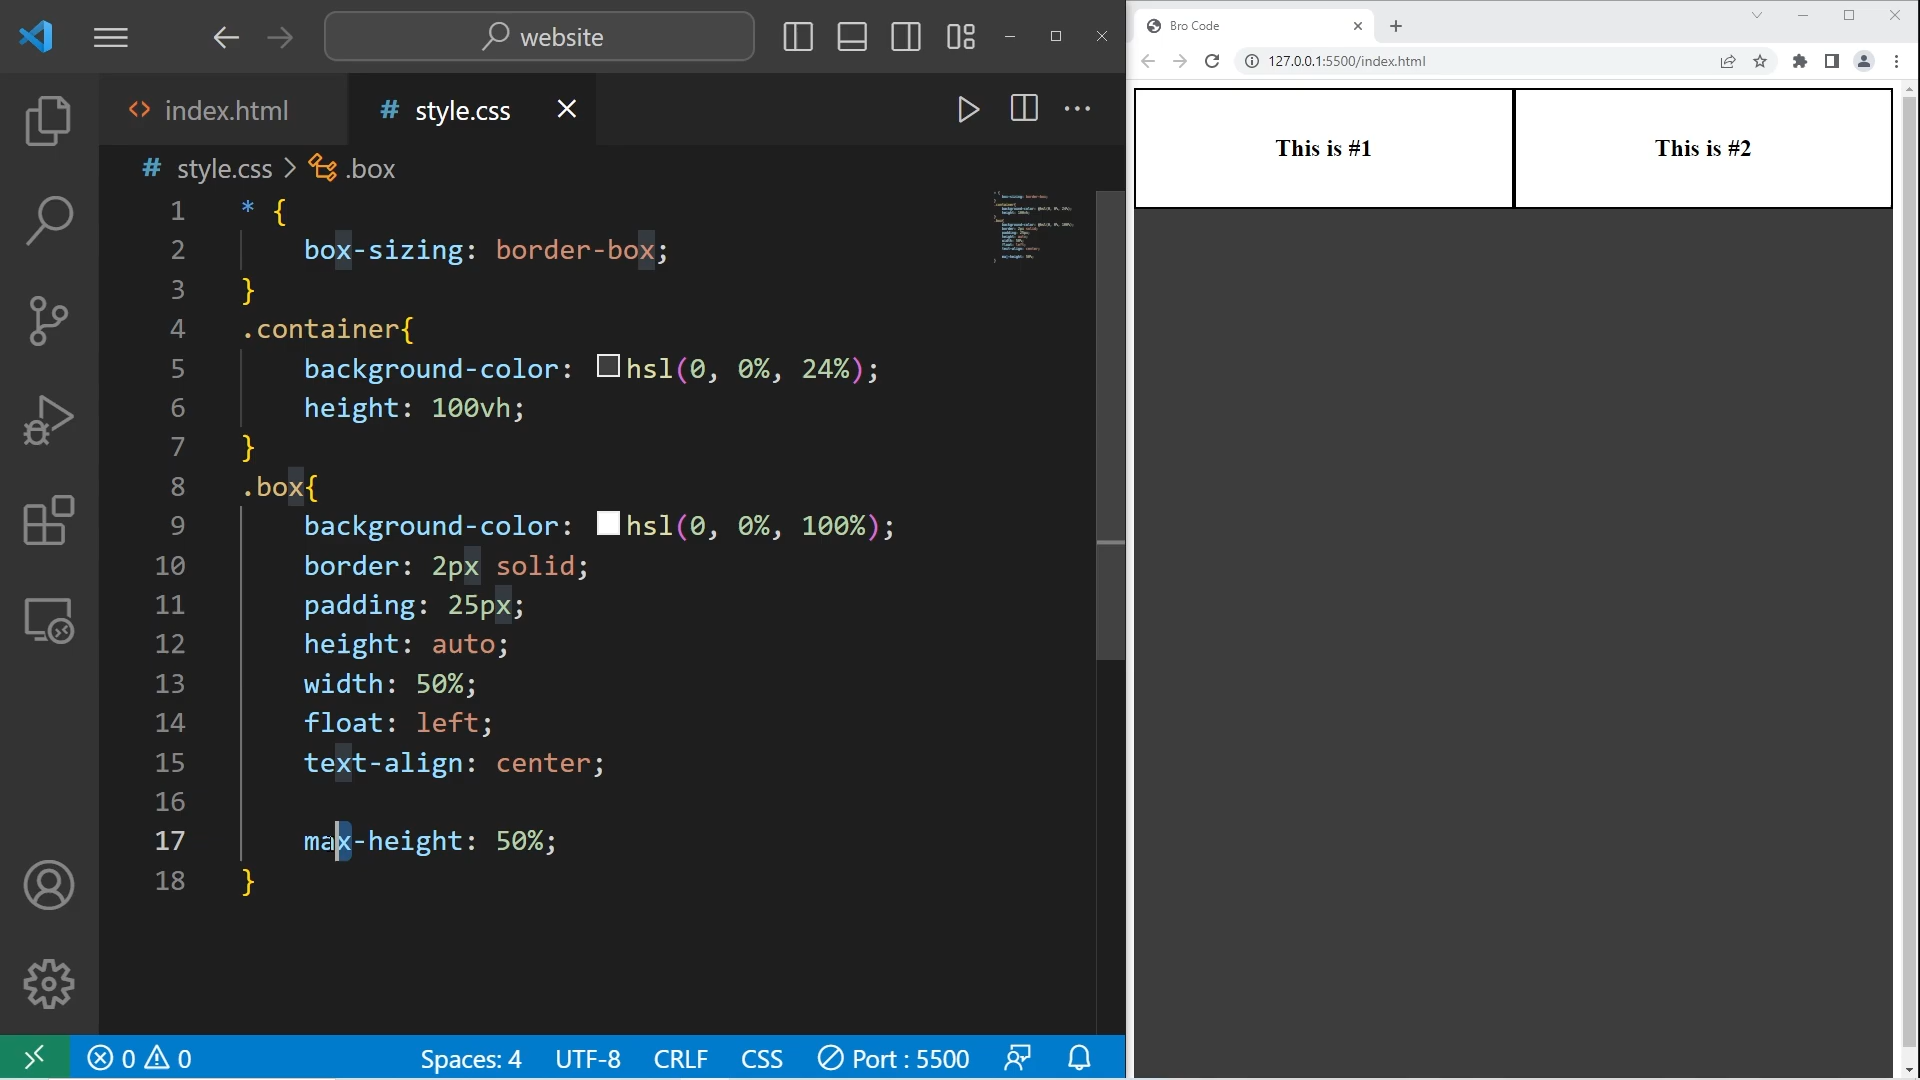 website
index.html
# style.css
# style.css > .box
1 * {
2 box-sizing: border-box;
3 }
4 .container{
5 background-color: hsl(0, 0%, 24%);
6 height: 100vh;
7 }
8 .box{
9 background-color: hsl(0, 0%, 100%);
10 border: 2px solid;
11 padding: 25px;
12 height: auto;
13 width: 50%;
14 float: left;
15 text-align: center;
16
17 max-height: 50%;
18 }
0 0 Spaces: 4 UTF-8 CRLF CSS Port : 5500
Bro Code
127.0.0.1:5500/index.html
This is #1 This is #2